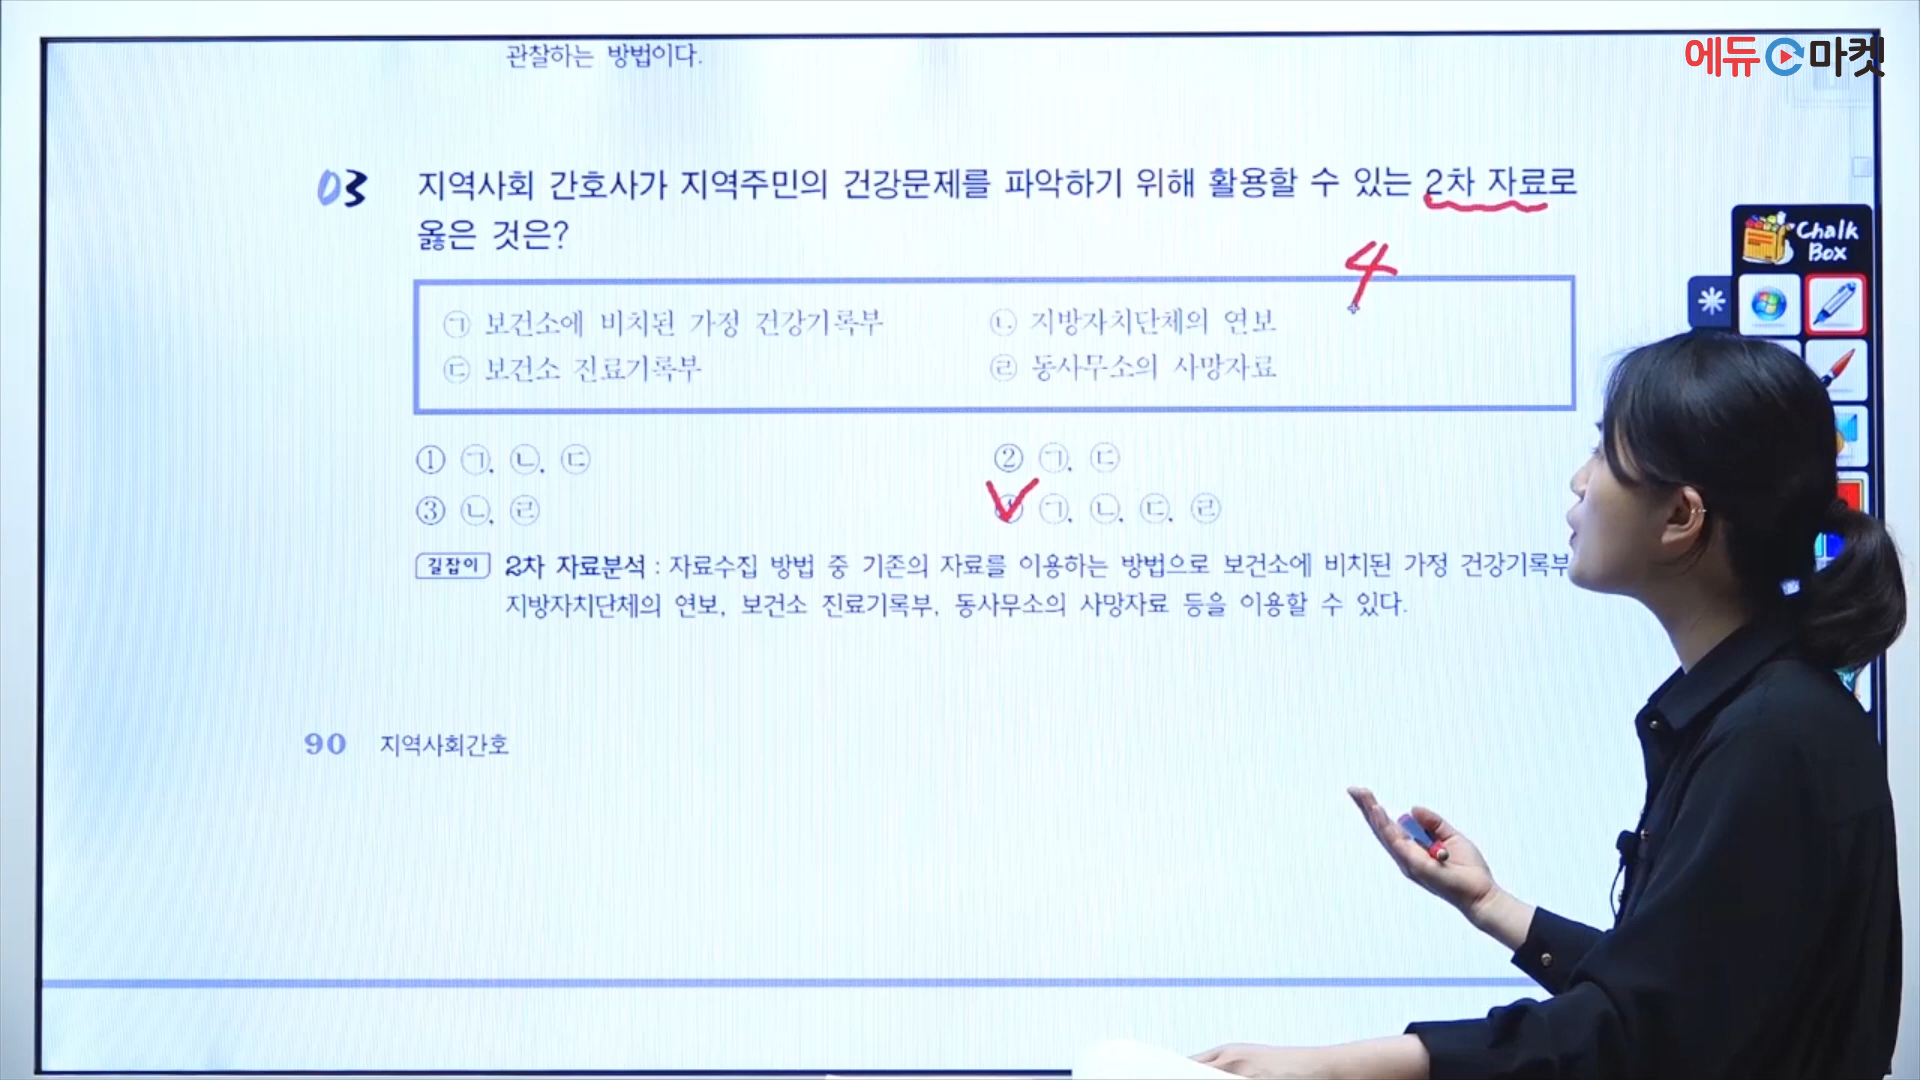 관찰하는 방법이다.
에듀 마켓
03 지역사회 간호사가 지역주민의 건강문제를 파악하기 위해 활용할 수 있는 2차 자료로
옳은 것은?
4
Chalk
Box
㉠ 보건소에 비치된 가정 건강기록부 ㉡ 지방자치단체의 연보
㉢ 보건소 진료기록부 ㉣ 동사무소의 사망자료
① ㉠, ㉡, ㉢ ② ㉠, ㉢
③ ㉡, ㉣ ④ ㉠, ㉡, ㉢, ㉣
길잡이 2차 자료분석 : 자료수집 방법 중 기존의 자료를 이용하는 방법으로 보건소에 비치된 가정 건강기록부
지방자치단체의 연보, 보건소 진료기록부, 동사무소의 사망자료 등을 이용할 수 있다.
90 지역사회간호